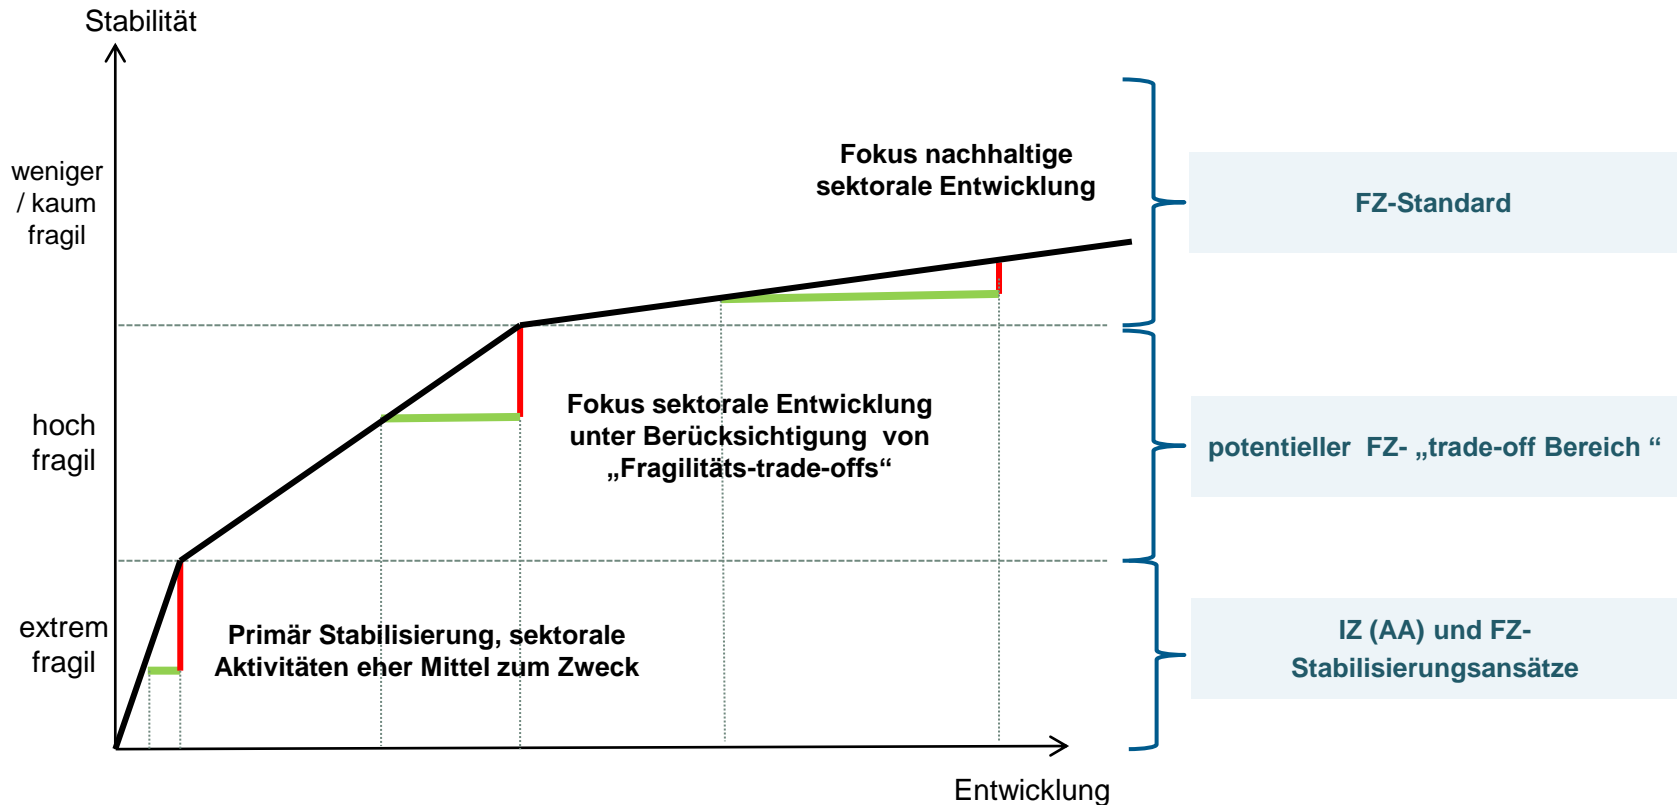 Stabilität
weniger
/ kaum
fragil
Fokus nachhaltige
sektorale Entwicklung
FZ-Standard
hoch
fragil
Fokus sektorale Entwicklung
unter Berücksichtigung von
„Fragilitäts-trade-offs“
potentieller FZ- „trade-off Bereich “
extrem
fragil
Primär Stabilisierung, sektorale
Aktivitäten eher Mittel zum Zweck
IZ (AA) und FZ-
Stabilisierungsansätze
Entwicklung